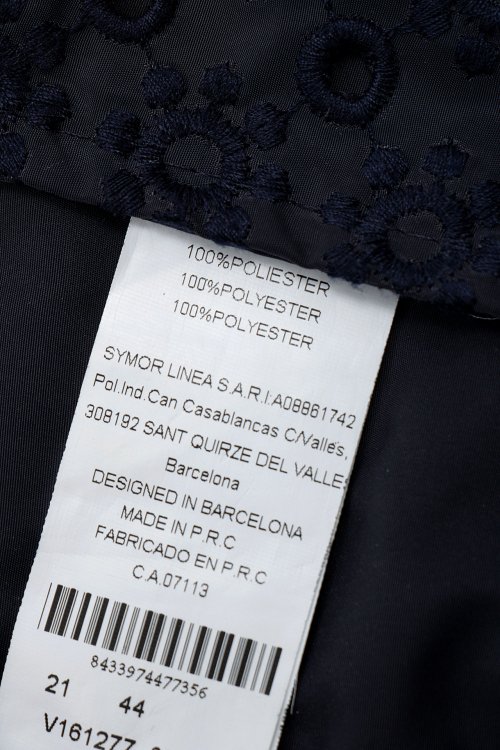 100%POLIESTER
100%POLYESTER
100%POLYESTER
SYMOR LINEA S.A.R.I:A08861742
Pol.Ind.Can Casablancas C/Vallés,
308192 SANT QUIRZE DEL VALLE
Barcelona
DESIGNED IN BARCELONA
MADE IN P.R.C
FABRICADO EN P.R.C
C.A.07113
8433974477356
21 44
V161277